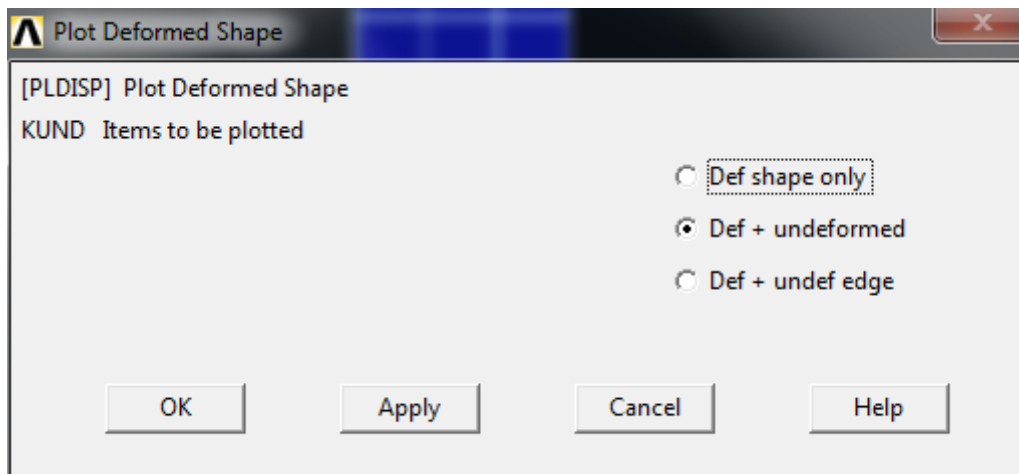 Plot Deformed Shape
[PLDISP] Plot Deformed Shape
KUND Items to be plotted
Def shape only
Def + undeformed
Def + undef edge
OK Apply Cancel Help